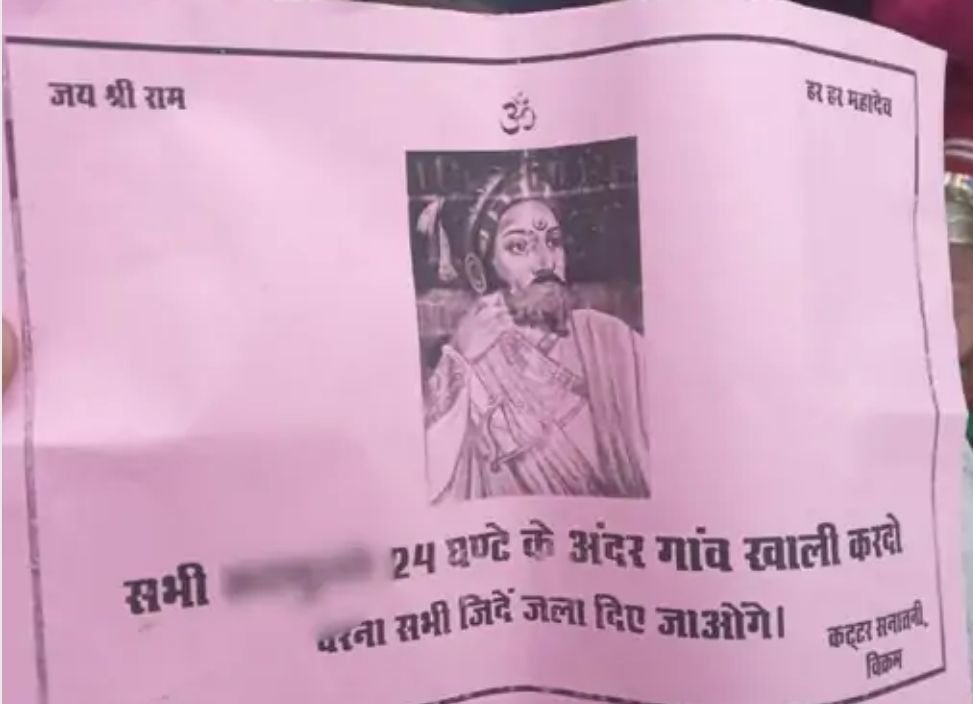 जय श्री राम
हर हर महादेव
ॐ
सभी 24 घण्टे के अंदर गांव खाली करदो
वरना सभी जिदें जला दिए जाओगे।
कट्टर सनातनी,
विक्रम